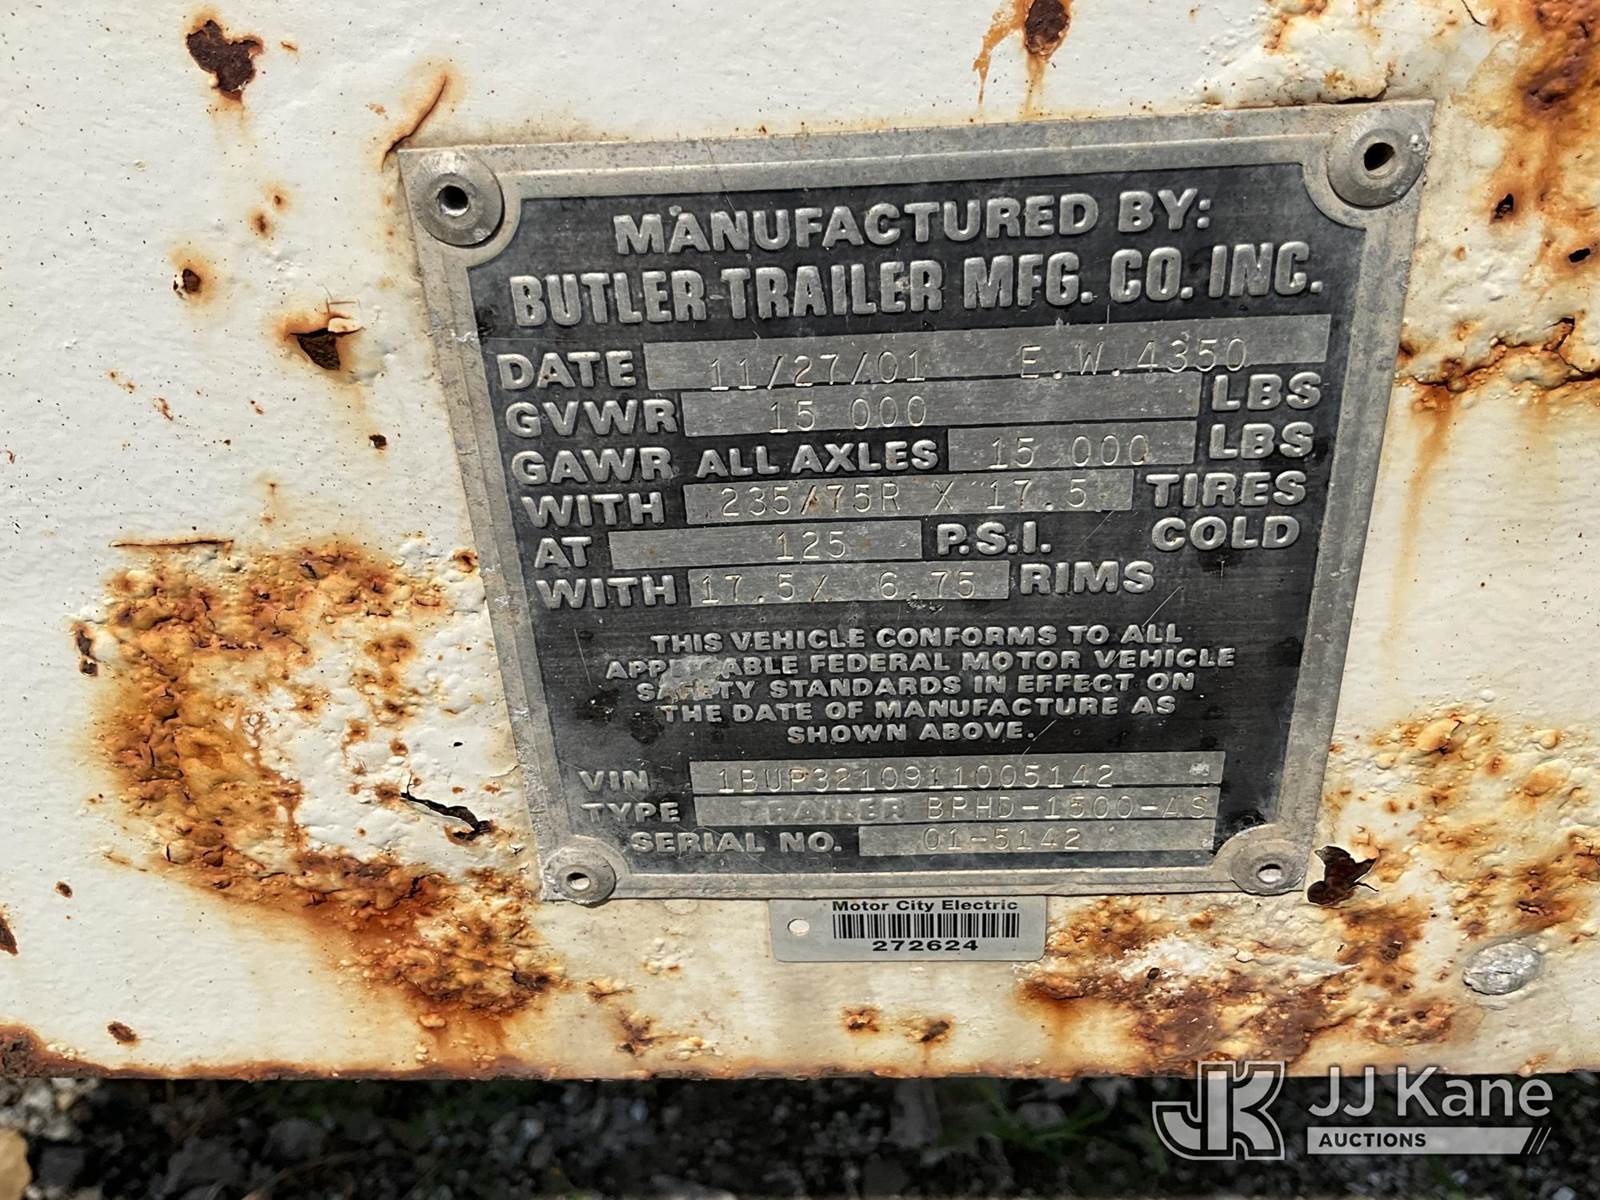 MANUFACTURED BY:
BUTLER TRAILER MFG. CO. INC.
DATE 11/27/01 E.W.4350
GVWR 15 000 LBS
GAWR ALL AXLES 15 000 LBS
WITH 235/75R X 17.5 TIRES
AT 125 P.S.I. COLD
WITH 17.5X 6.75 RIMS
THIS VEHICLE CONFORMS TO ALL
APPLICABLE FEDERAL MOTOR VEHICLE
SAFETY STANDARDS IN EFFECT ON
THE DATE OF MANUFACTURE AS
SHOWN ABOVE.
VIN 1BUP3210911005142
TYPE TRAILER BPHD-1500-AS
SERIAL NO. 01-5142
Motor City Electric
272624
JK JJ Kane
AUCTIONS